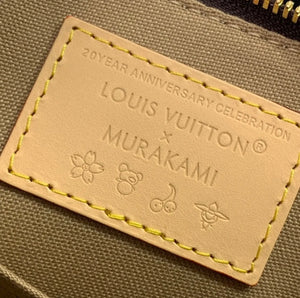 20YEAR ANNIVERSARY CELEBRATION
LOUIS VUITTON®
×
MURAKAMI